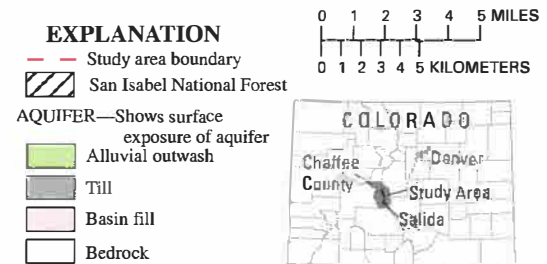 EXPLANATION
Study area boundary
San Isabel National Forest
AQUIFER—Shows surface
exposure of aquifer
Alluvial outwash
Till
Basin fill
Bedrock
0 1 2 3 4 5 MILES
0 1 2 3 4 5 KILOMETERS
COLORADO
Chaffee
County
Denver
Study Area
Salida